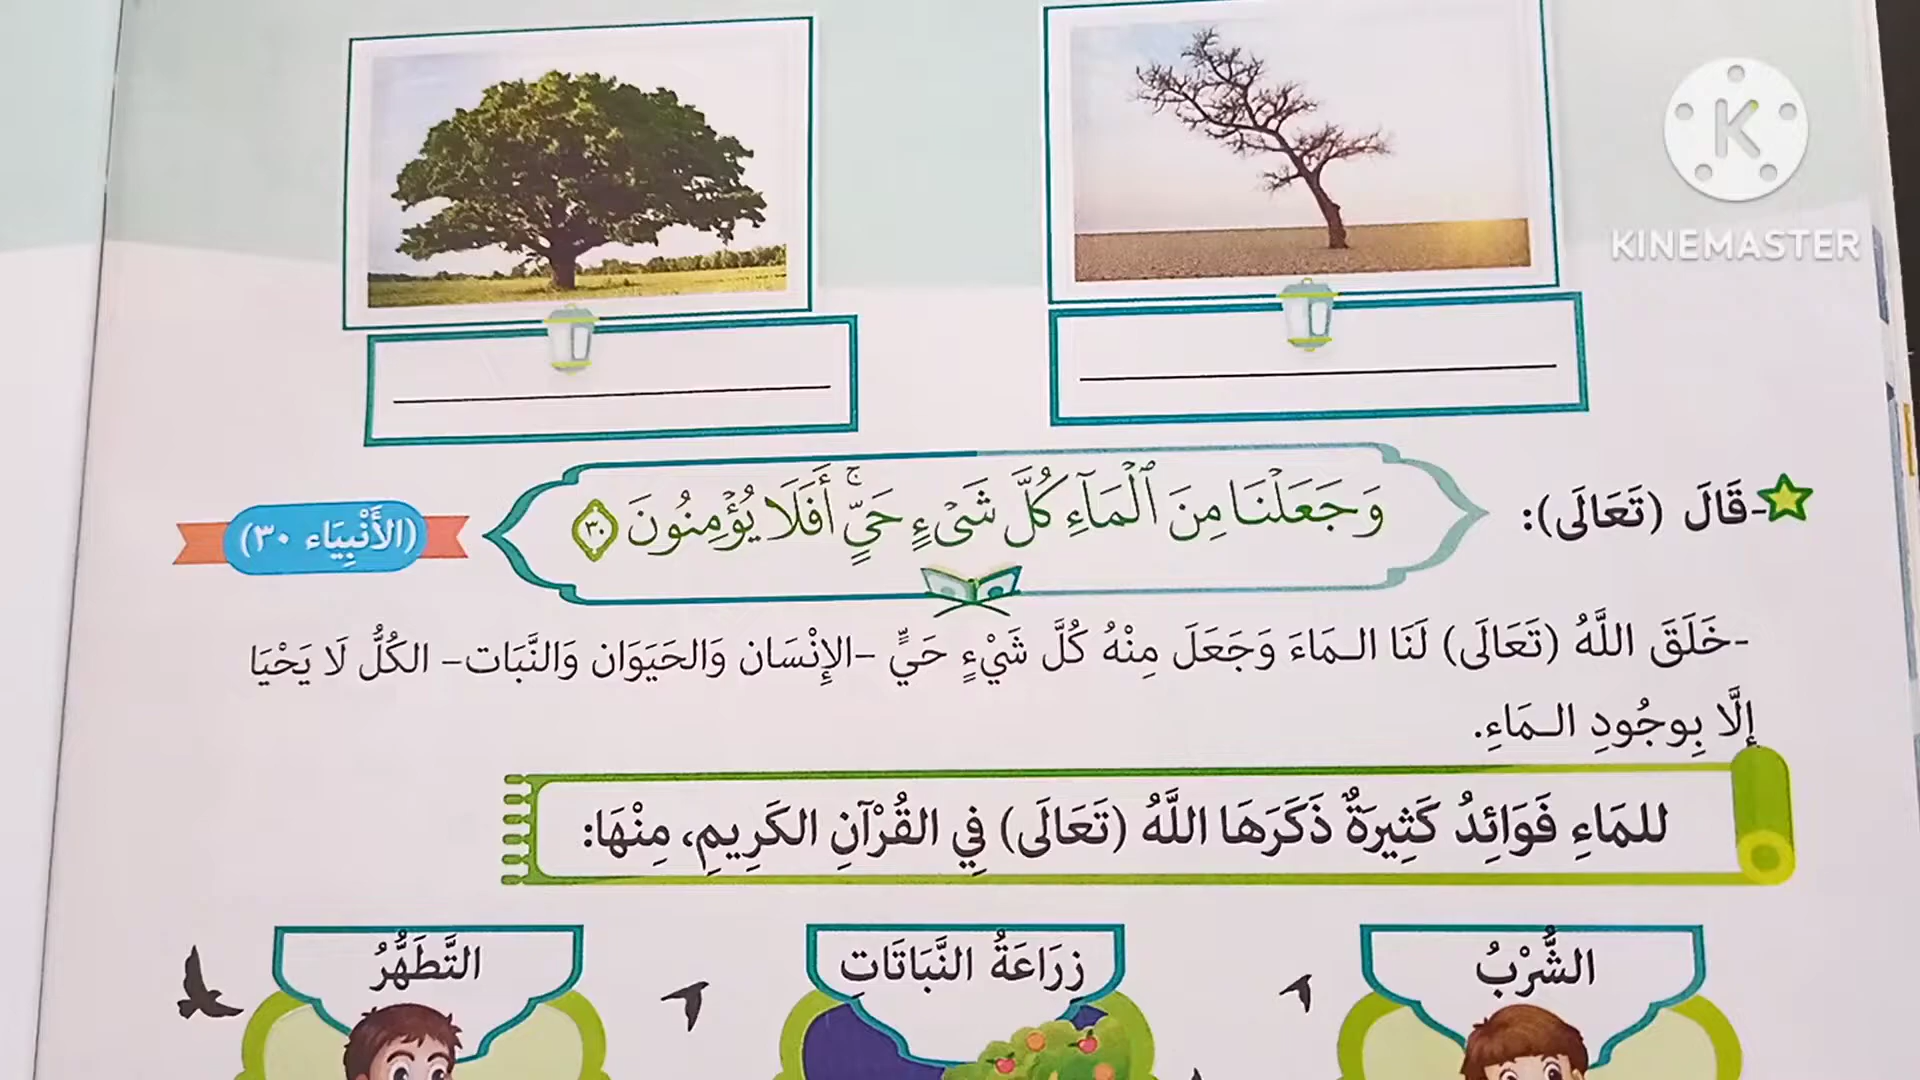 K
KINEMASTER
-قَالَ (تَعَالَى): وَجَعَلْنَا مِنَ ٱلْمَآءِ كُلَّ شَىْءٍ حَىٍّ ۚ أَفَلَا يُؤْمِنُونَ ٣٠ (الأَنْبِيَاء ٣٠)
-خَلَقَ اللَّهُ (تَعَالَى) لَنَا الـمَاءَ وَجَعَلَ مِنْهُ كُلَّ شَيْءٍ حَيٍّ -الإِنْسَان وَالحَيَوَان وَالنَّبَات- الكُلُّ لَا يَحْيَا
إِلَّا بِوجُودِ الـمَاءِ.
للمَاءِ فَوَائِدُ كَثِيرَةٌ ذَكَرَهَا اللَّهُ (تَعَالَى) فِي القُرْآنِ الكَرِيمِ، مِنْهَا:
الشُّرْبُ
زِرَاعَةُ النَّبَاتَاتِ
التَّطَهُّرُ